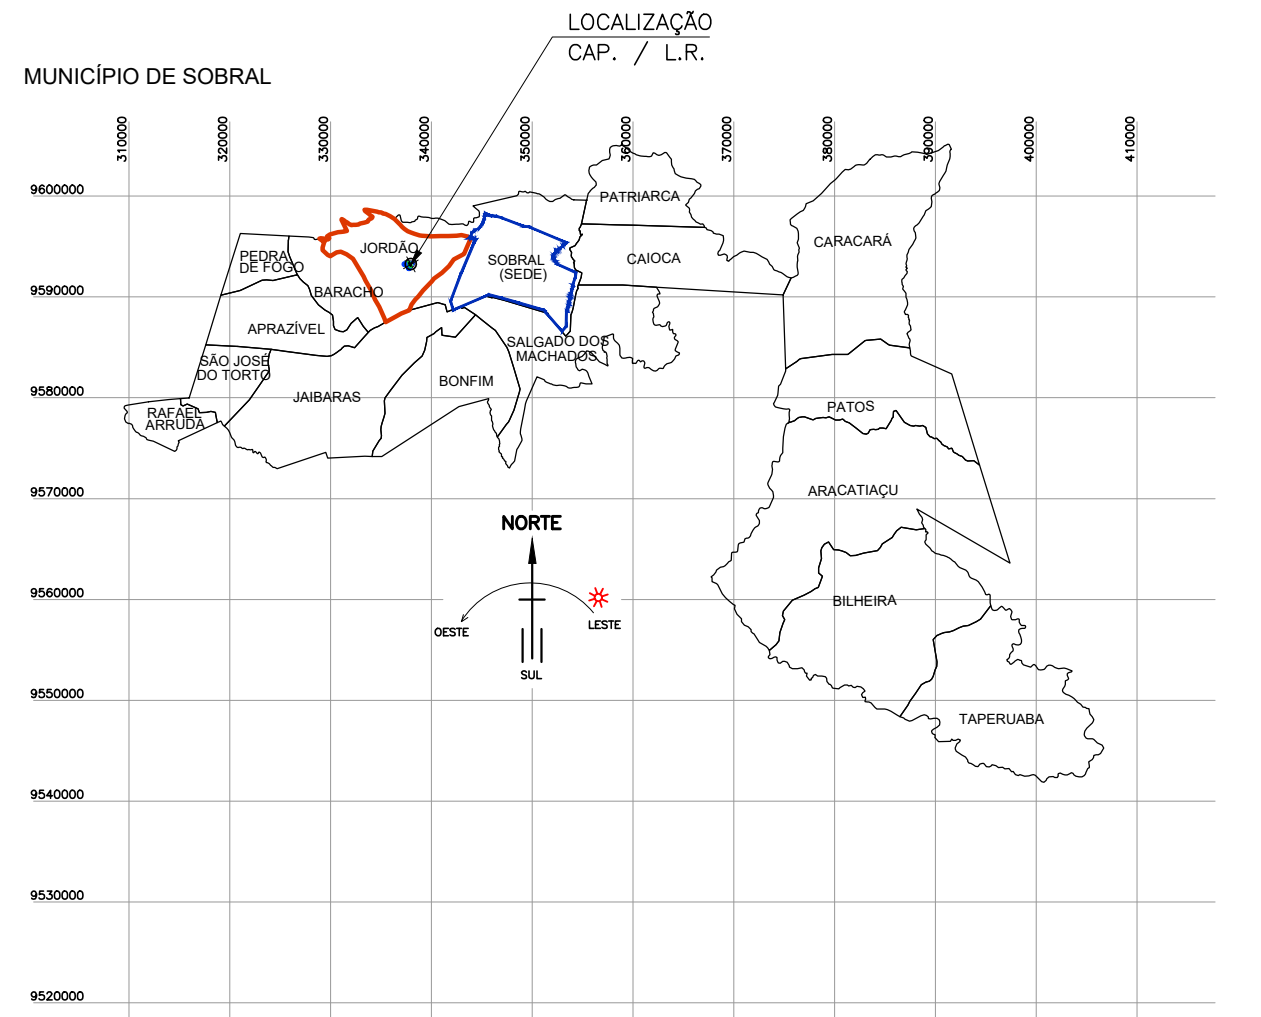 LOCALIZAÇÃO
CAP. / L.R.
MUNICÍPIO DE SOBRAL
310000
320000
330000
340000
350000
360000
370000
380000
390000
400000
410000
9600000
9590000
9580000
9570000
9560000
9550000
9540000
9530000
9520000
PATRIARCA
CARACARÁ
JORDÃO
PEDRA
DE FOGO
SOBRAL
(SEDE)
CAIOCA
BARACHO
APRAZÍVEL
SALGADO DOS
MACHADOS
SÃO JOSÉ
DO TORTO
JAIBARAS
BONFIM
RAFAEL
ARRUDA
PATOS
ARACATIAÇU
BILHEIRA
TAPERUABA
NORTE
OESTE
LESTE
SUL